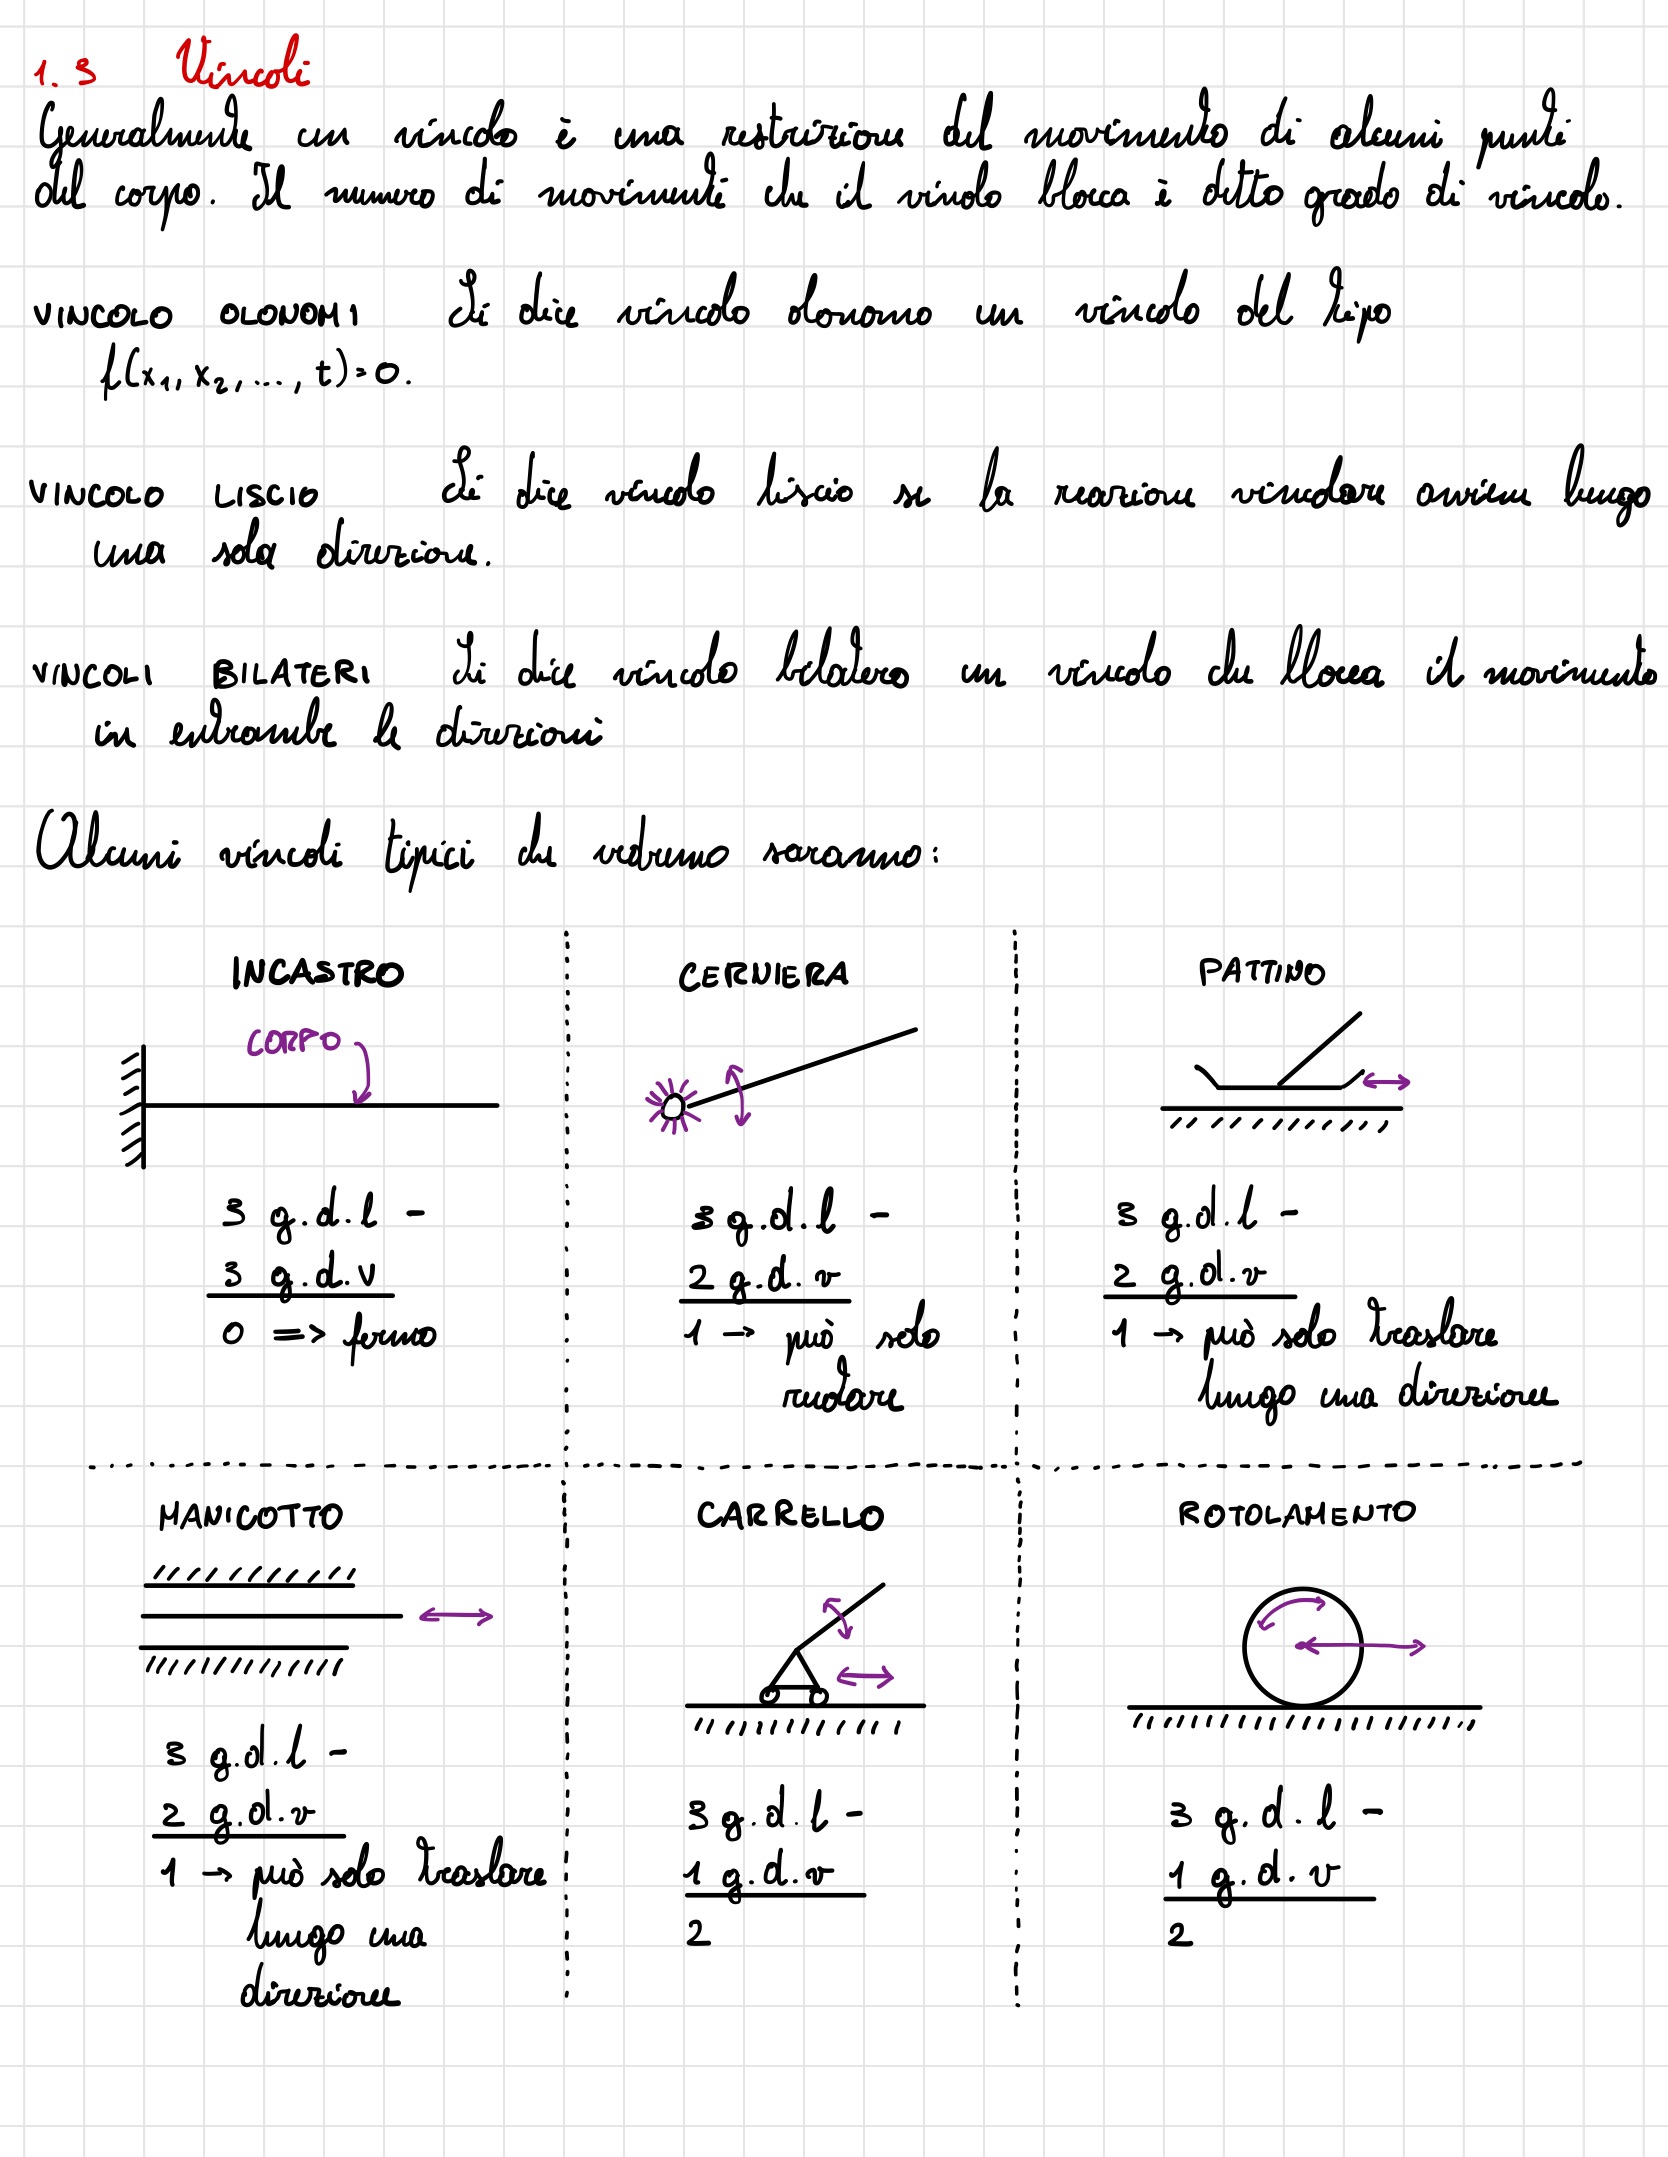 1.3 Vincoli
Generalmente un vincolo è una restrizione del movimento di alcuni punti
del corpo. Il numero di movimenti che il vincolo blocca è detto grado di vincolo.
VINCOLO OLONOMI Si dice vincolo olonomo un vincolo del tipo
f(x₁, x₂, ..., t)=0.
VINCOLO LISCIO Si dice vincolo liscio se la reazione vincolare avviene lungo
una sola direzione.
VINCOLI BILATERI Si dice vincolo bilatero un vincolo che blocca il movimento
in entrambe le direzioni
Alcuni vincoli tipici che vedremo saranno:
INCASTRO
CORPO
3 g.d.l -
3 g.d.v
0 => fermo
CERNIERA
3 g.d.l -
2 g.d.v
1 → può solo
ruotare
PATTINO
3 g.d.l -
2 g.d.v
1 → può solo traslare
lungo una direzione
MANICOTTO
3 g.d.l -
2 g.d.v
1 → può solo traslare
lungo una
direzione
CARRELLO
3 g.d.l -
1 g.d.v
2
ROTOLAMENTO
3 g.d.l -
1 g.d.v
2